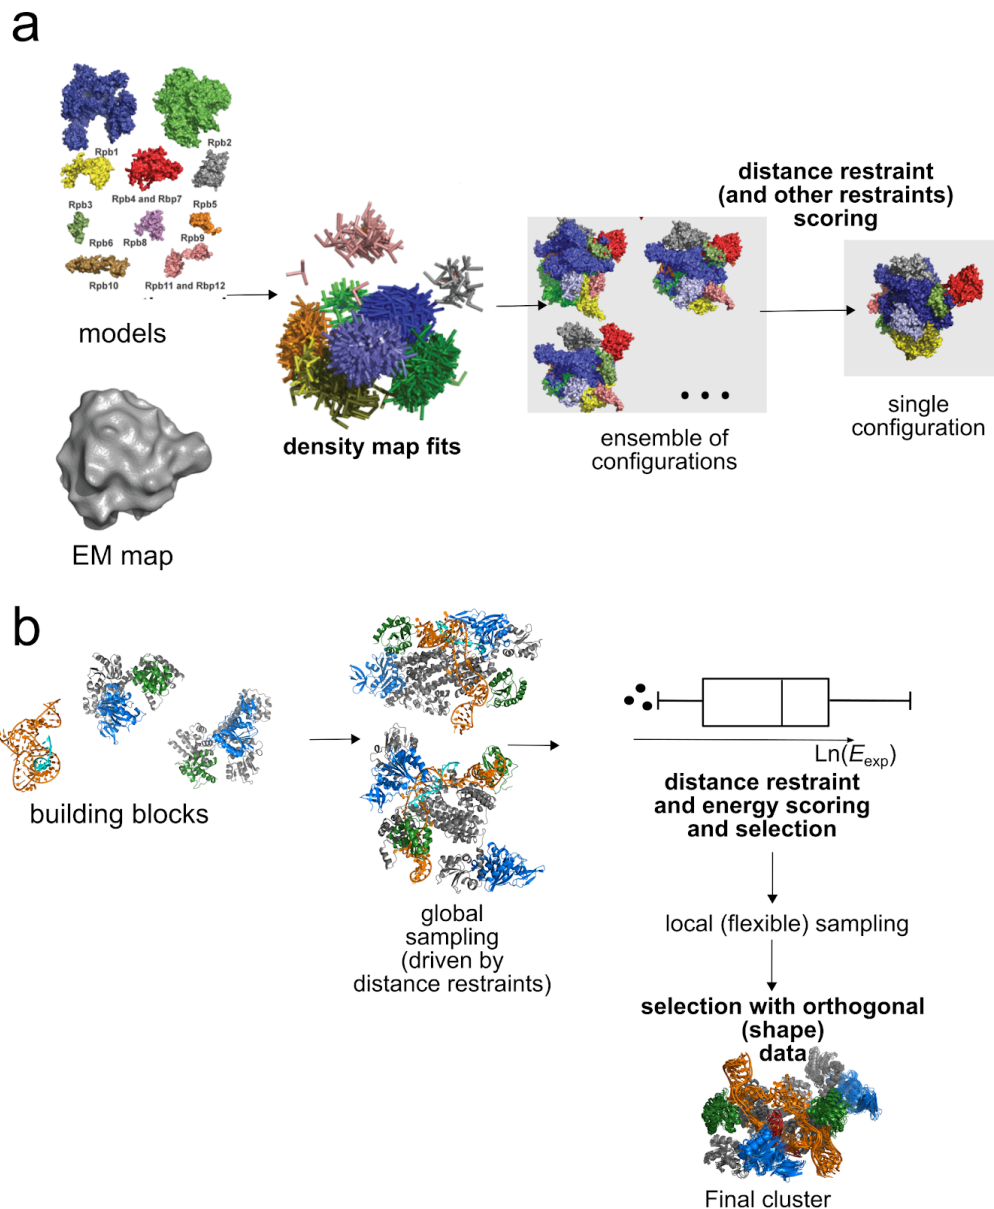 a
Rpb1
Rpb2
Rpb4 and Rbp7
Rpb3
Rpb5
Rpb6
Rpb8
Rpb9
Rpb10
Rpb11 and Rbp12
models
EM map
density map fits
ensemble of
configurations
distance restraint
(and other restraints)
scoring
single
configuration
b
building blocks
global
sampling
(driven by
distance restraints)
Ln(Eexp)
distance restraint
and energy scoring
and selection
local (flexible) sampling
selection with orthogonal
(shape)
data
Final cluster